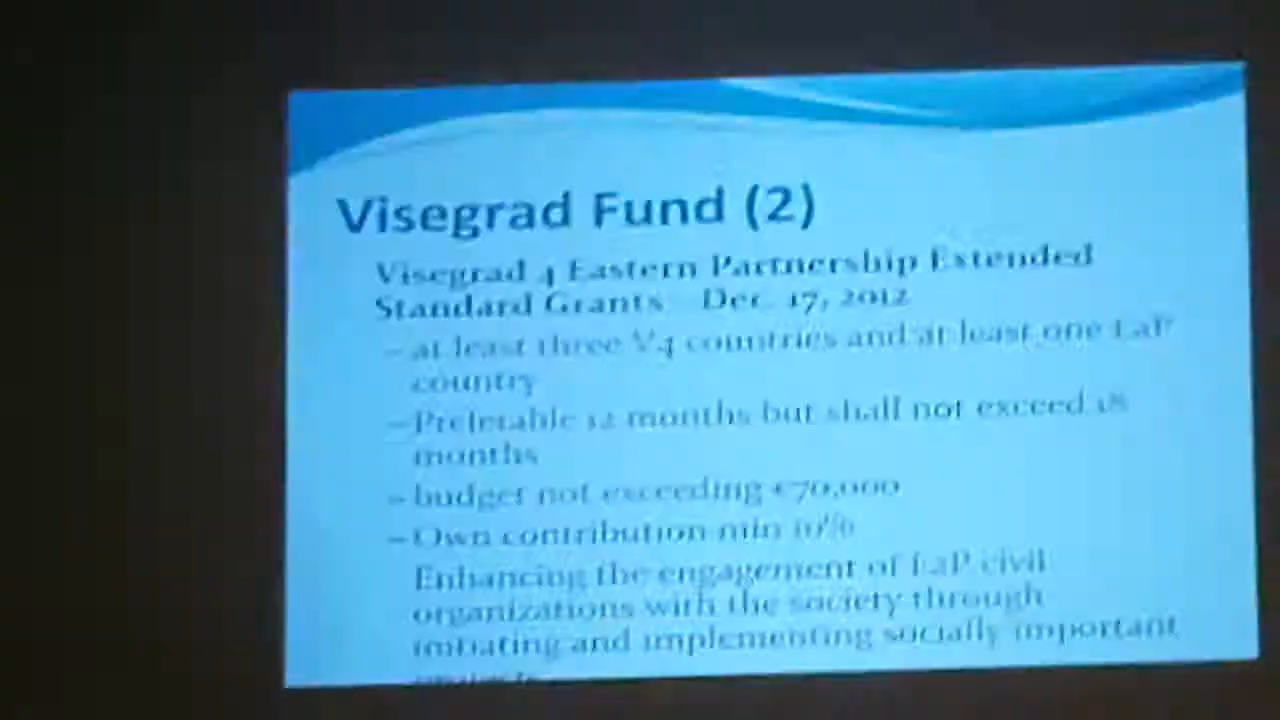 Visegrad Fund (2)
Visegrad 4 Eastern Partnership Extended
Standard Grants – Dec. 17, 2012
– at least three V4 countries and at least one EaP
country
– Preferable 12 months but shall not exceed 18
months
– budget not exceeding €70,000
– Own contribution min 10%
Enhancing the engagement of EaP civil
organizations with the society through
initiating and implementing socially important